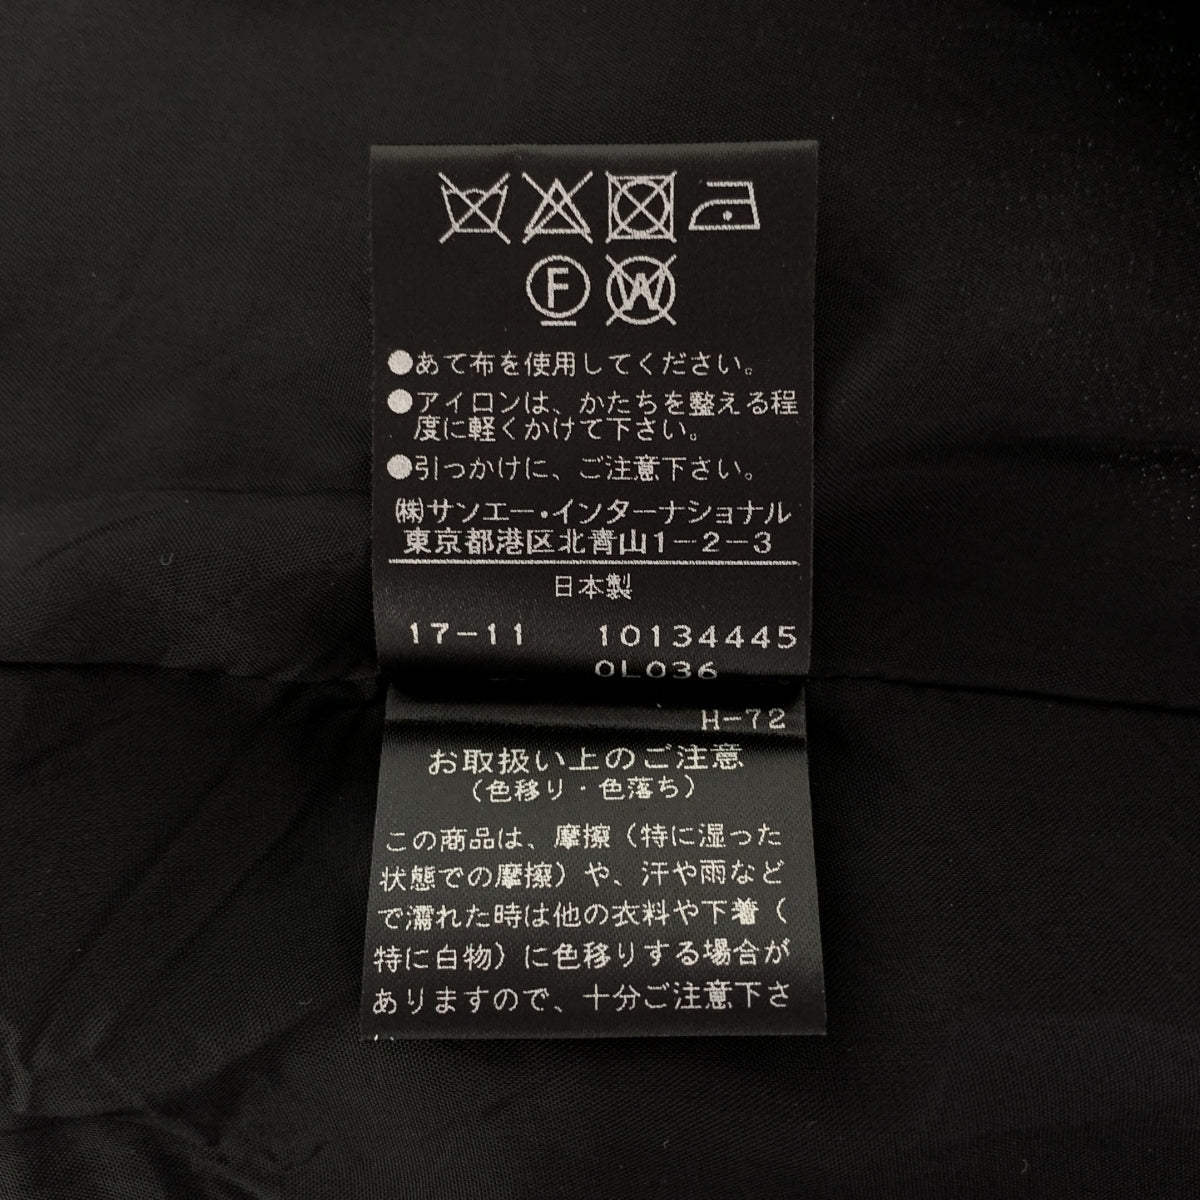 F W
●あて布を使用してください。
●アイロンは、かたちを整える程
度に軽くかけて下さい。
●引っかけに、ご注意下さい。
㈱サンエー・インターナショナル
東京都港区北青山1-2-3
日本製
17-11 10134445
0L036
H-72
お取扱い上のご注意
(色移り・色落ち)
この商品は、摩擦(特に湿った
状態での摩擦)や、汗や雨など
で濡れた時は他の衣料や下着(
特に白物)に色移りする場合が
ありますので、十分ご注意下さ